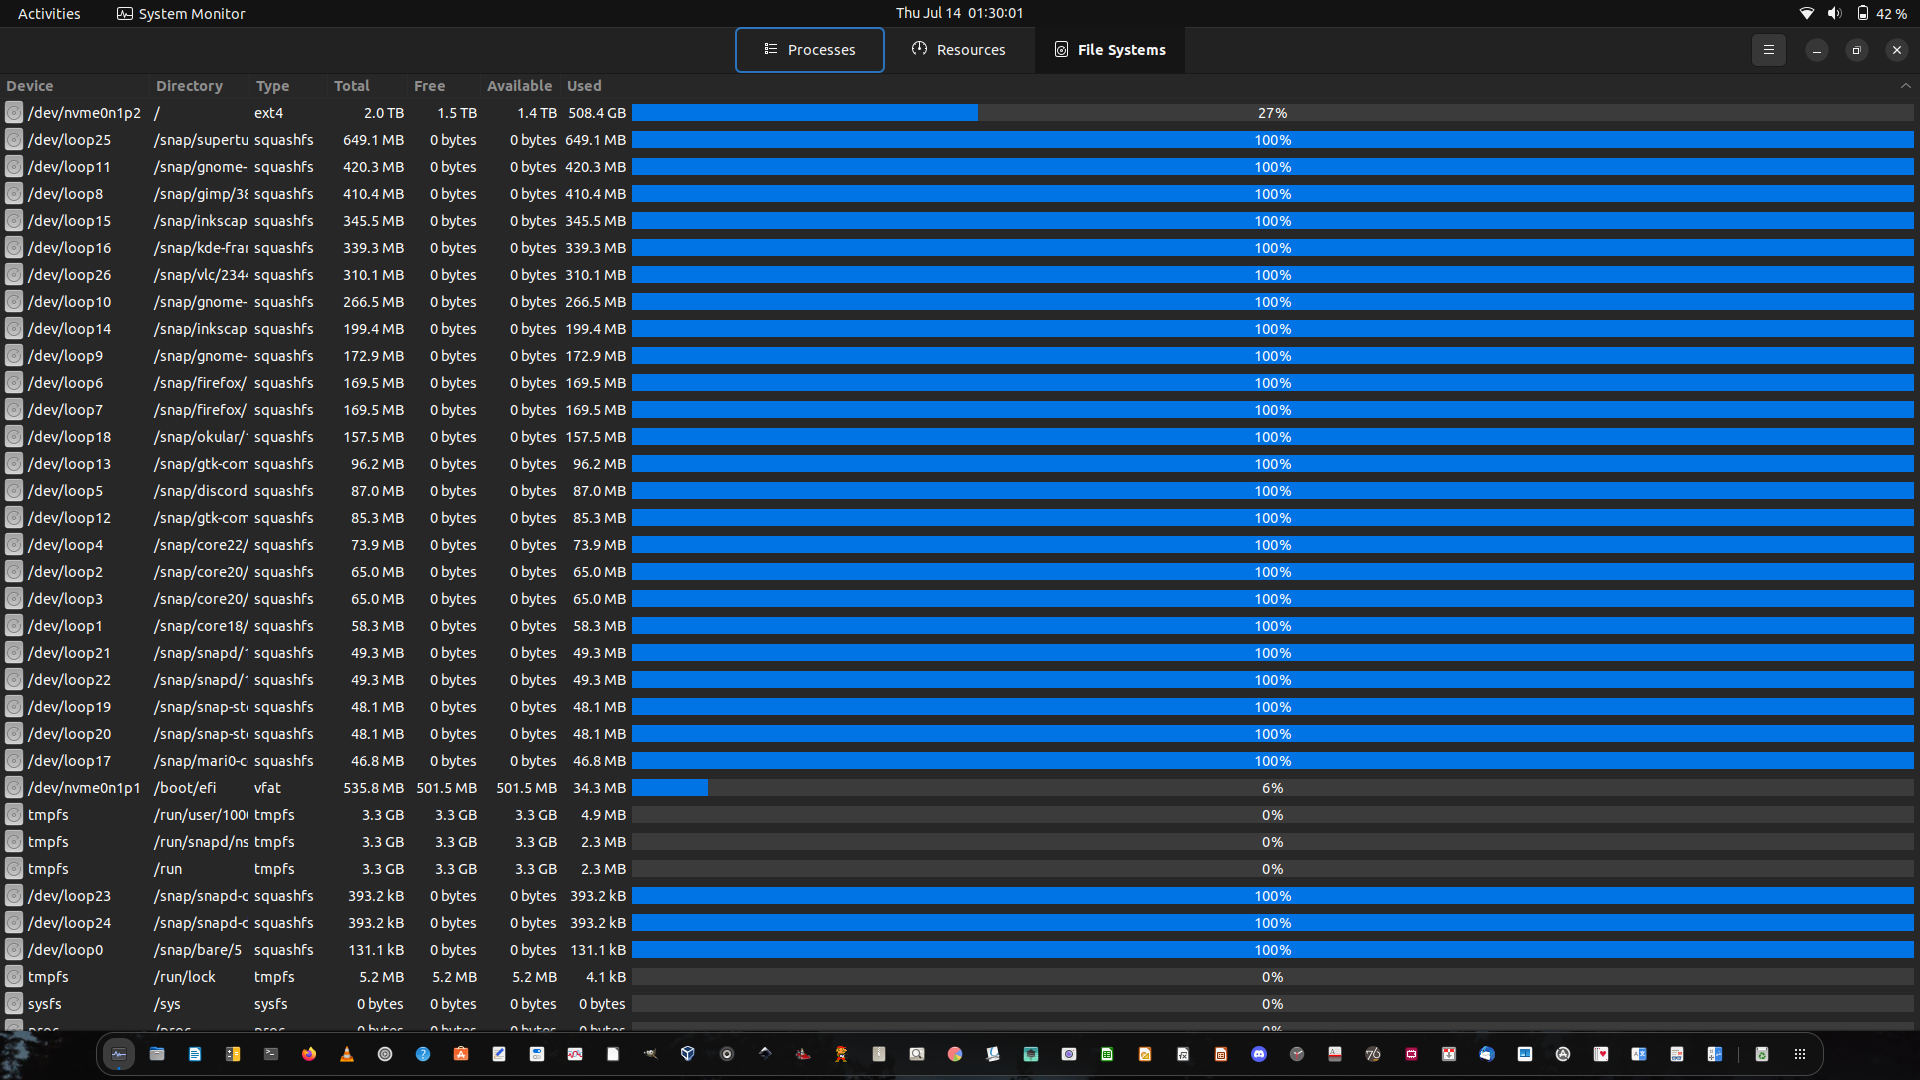 Activities System Monitor Thu Jul 14 01:30:01 42 %
Processes Resources File Systems
Device Directory Type Total Free Available Used
/dev/nvme0n1p2 / ext4 2.0 TB 1.5 TB 1.4 TB 508.4 GB 27%
/dev/loop25 /snap/supertu squashfs 649.1 MB 0 bytes 0 bytes 649.1 MB 100%
/dev/loop11 /snap/gnome- squashfs 420.3 MB 0 bytes 0 bytes 420.3 MB 100%
/dev/loop8 /snap/gimp/38 squashfs 410.4 MB 0 bytes 0 bytes 410.4 MB 100%
/dev/loop15 /snap/inkscap squashfs 345.5 MB 0 bytes 0 bytes 345.5 MB 100%
/dev/loop16 /snap/kde-fra squashfs 339.3 MB 0 bytes 0 bytes 339.3 MB 100%
/dev/loop26 /snap/vlc/2344 squashfs 310.1 MB 0 bytes 0 bytes 310.1 MB 100%
/dev/loop10 /snap/gnome- squashfs 266.5 MB 0 bytes 0 bytes 266.5 MB 100%
/dev/loop14 /snap/inkscap squashfs 199.4 MB 0 bytes 0 bytes 199.4 MB 100%
/dev/loop9 /snap/gnome- squashfs 172.9 MB 0 bytes 0 bytes 172.9 MB 100%
/dev/loop6 /snap/firefox/ squashfs 169.5 MB 0 bytes 0 bytes 169.5 MB 100%
/dev/loop7 /snap/firefox/ squashfs 169.5 MB 0 bytes 0 bytes 169.5 MB 100%
/dev/loop18 /snap/okular/ squashfs 157.5 MB 0 bytes 0 bytes 157.5 MB 100%
/dev/loop13 /snap/gtk-com squashfs 96.2 MB 0 bytes 0 bytes 96.2 MB 100%
/dev/loop5 /snap/discord squashfs 87.0 MB 0 bytes 0 bytes 87.0 MB 100%
/dev/loop12 /snap/gtk-com squashfs 85.3 MB 0 bytes 0 bytes 85.3 MB 100%
/dev/loop4 /snap/core22/ squashfs 73.9 MB 0 bytes 0 bytes 73.9 MB 100%
/dev/loop2 /snap/core20/ squashfs 65.0 MB 0 bytes 0 bytes 65.0 MB 100%
/dev/loop3 /snap/core20/ squashfs 65.0 MB 0 bytes 0 bytes 65.0 MB 100%
/dev/loop1 /snap/core18/ squashfs 58.3 MB 0 bytes 0 bytes 58.3 MB 100%
/dev/loop21 /snap/snapd/1 squashfs 49.3 MB 0 bytes 0 bytes 49.3 MB 100%
/dev/loop22 /snap/snapd/1 squashfs 49.3 MB 0 bytes 0 bytes 49.3 MB 100%
/dev/loop19 /snap/snap-st squashfs 48.1 MB 0 bytes 0 bytes 48.1 MB 100%
/dev/loop20 /snap/snap-st squashfs 48.1 MB 0 bytes 0 bytes 48.1 MB 100%
/dev/loop17 /snap/mari0-c squashfs 46.8 MB 0 bytes 0 bytes 46.8 MB 100%
/dev/nvme0n1p1 /boot/efi vfat 535.8 MB 501.5 MB 501.5 MB 34.3 MB 6%
tmpfs /run/user/1000 tmpfs 3.3 GB 3.3 GB 3.3 GB 4.9 MB 0%
tmpfs /run/snapd/ns tmpfs 3.3 GB 3.3 GB 3.3 GB 2.3 MB 0%
tmpfs /run tmpfs 3.3 GB 3.3 GB 3.3 GB 2.3 MB 0%
/dev/loop23 /snap/snapd-c squashfs 393.2 kB 0 bytes 0 bytes 393.2 kB 100%
/dev/loop24 /snap/snapd-c squashfs 393.2 kB 0 bytes 0 bytes 393.2 kB 100%
/dev/loop0 /snap/bare/5 squashfs 131.1 kB 0 bytes 0 bytes 131.1 kB 100%
tmpfs /run/lock tmpfs 5.2 MB 5.2 MB 5.2 MB 4.1 kB 0%
sysfs /sys sysfs 0 bytes 0 bytes 0 bytes 0 bytes 0%
proc /proc proc 0 bytes 0 bytes 0 bytes 0 bytes 0%